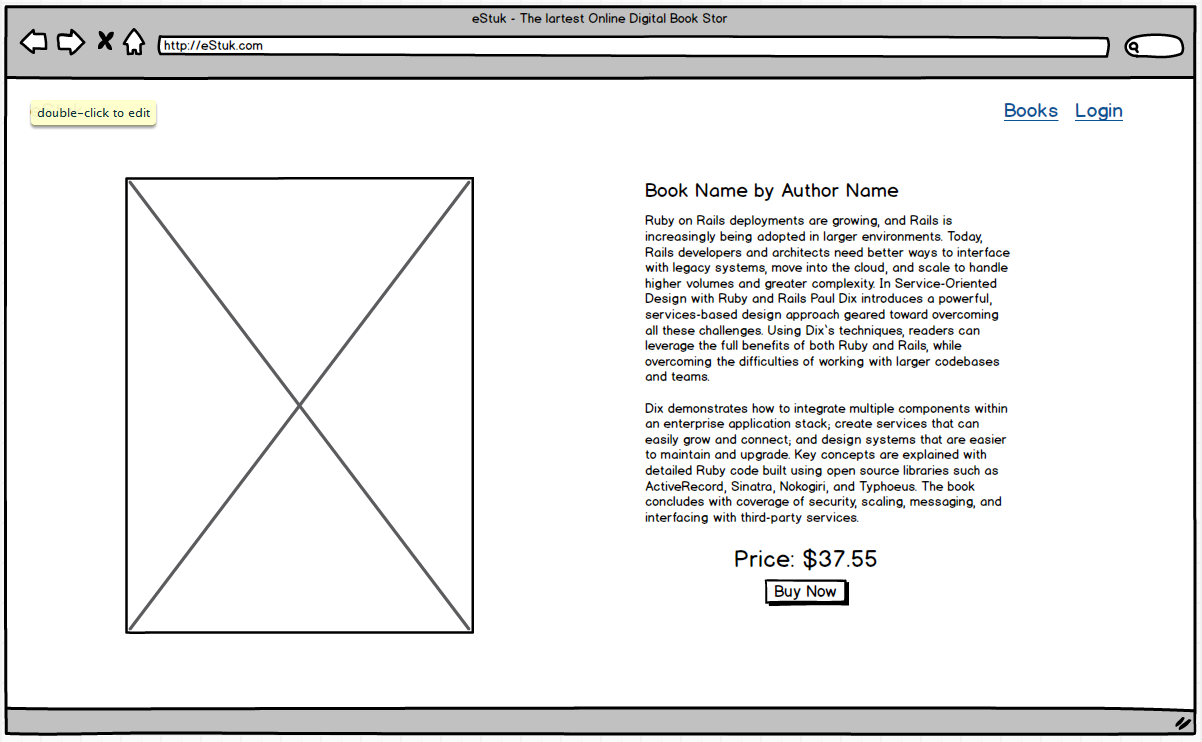 eStuk - The lartest Online Digital Book Stor
http://eStuk.com
double-click to edit
Books Login
Book Name by Author Name
Ruby on Rails deployments are growing, and Rails is
increasingly being adopted in larger environments. Today,
Rails developers and architects need better ways to interface
with legacy systems, move into the cloud, and scale to handle
higher volumes and greater complexity. In Service-Oriented
Design with Ruby and Rails Paul Dix introduces a powerful,
services-based design approach geared toward overcoming
all these challenges. Using Dix's techniques, readers can
leverage the full benefits of both Ruby and Rails, while
overcoming the difficulties of working with larger codebases
and teams.
Dix demonstrates how to integrate multiple components within
an enterprise application stack; create services that can
easily grow and connect; and design systems that are easier
to maintain and upgrade. Key concepts are explained with
detailed Ruby code built using open source libraries such as
ActiveRecord, Sinatra, Nokogiri, and Typhoeus. The book
concludes with coverage of security, scaling, messaging, and
interfacing with third-party services.
Price: $37.55
Buy Now